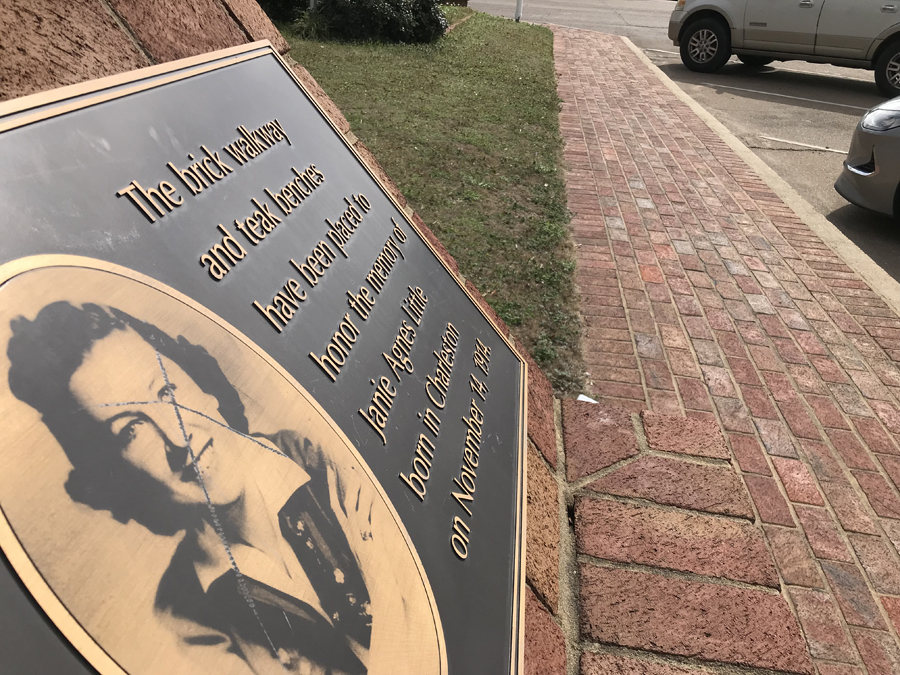 The brick walkway
and teak benches
have been placed to
honor the memory of
Janie Agnes Little
born in Charleston
on November 14, 1914